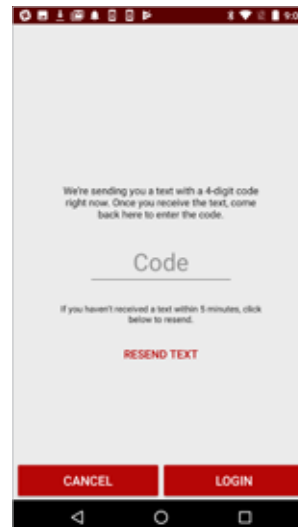 9:0
We're sending you a text with a 4-digit code
right now. Once you receive the text, come
back here to enter the code.
Code
If you haven't received a text within 5 minutes, click
below to resend.
RESEND TEXT
CANCEL LOGIN